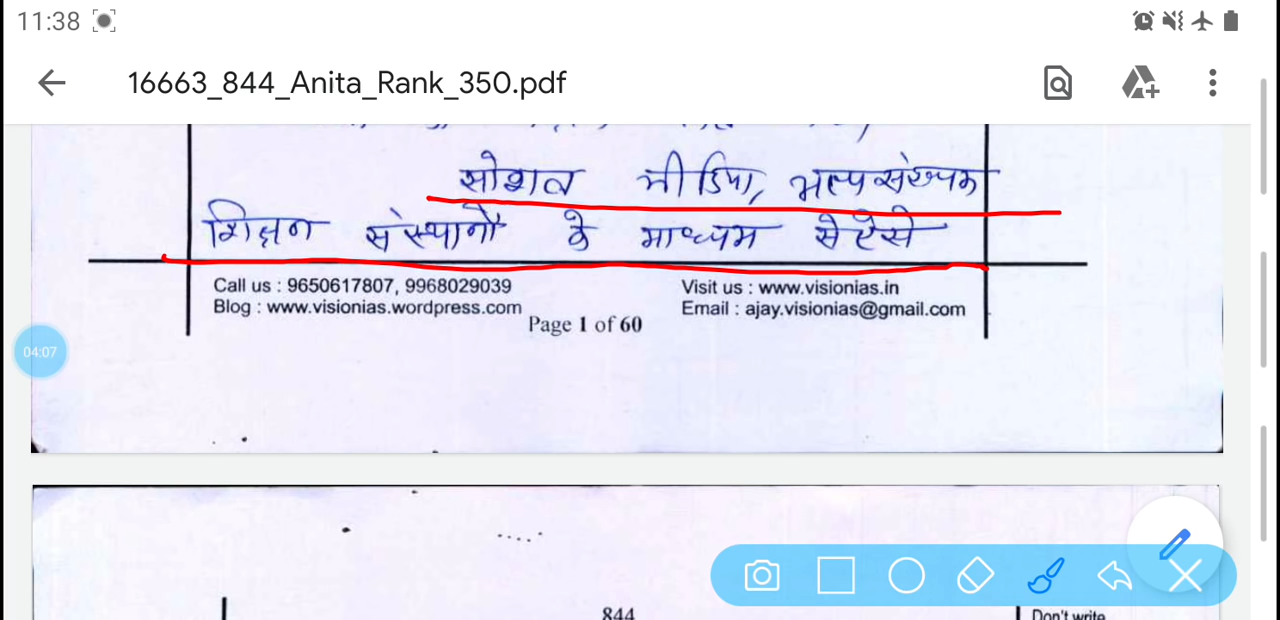 11:38
16663_844_Anita_Rank_350.pdf
सोशल मीडिया, अल्पसंख्यक
शिक्षण संस्थानों के माध्यम से ऐसे
Call us : 9650617807, 9968029039 Visit us : www.visionias.in
Blog : www.visionias.wordpress.com Email : ajay.visionias@gmail.com
Page 1 of 60
04:07
844 Don't write